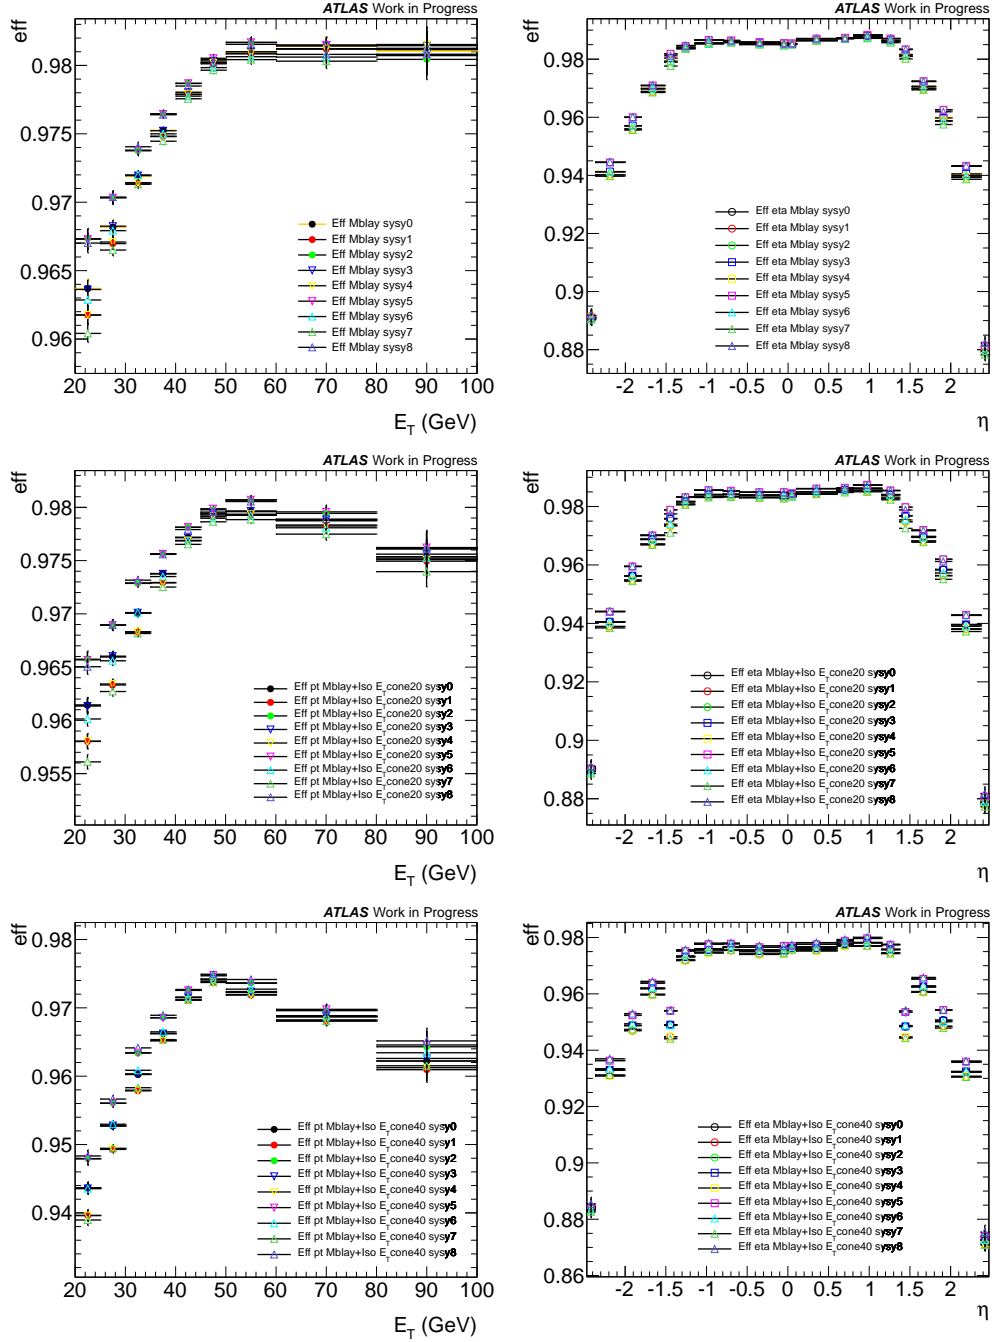 ATLAS Work in Progress
eff
0.98
0.975
0.97
0.965
0.96
20 30 40 50 60 70 80 90 100
E_T (GeV)
Eff Mblay sysy0
Eff Mblay sysy1
Eff Mblay sysy2
Eff Mblay sysy3
Eff Mblay sysy4
Eff Mblay sysy5
Eff Mblay sysy6
Eff Mblay sysy7
Eff Mblay sysy8
ATLAS Work in Progress
eff
0.98
0.96
0.94
0.92
0.9
0.88
-2 -1.5 -1 -0.5 0 0.5 1 1.5 2
η
Eff eta Mblay sysy0
Eff eta Mblay sysy1
Eff eta Mblay sysy2
Eff eta Mblay sysy3
Eff eta Mblay sysy4
Eff eta Mblay sysy5
Eff eta Mblay sysy6
Eff eta Mblay sysy7
Eff eta Mblay sysy8
ATLAS Work in Progress
eff
0.98
0.975
0.97
0.965
0.96
0.955
20 30 40 50 60 70 80 90 100
E_T (GeV)
Eff pt Mblay+Iso E_Tcone20 sysy0
Eff pt Mblay+Iso E_Tcone20 sysy1
Eff pt Mblay+Iso E_Tcone20 sysy2
Eff pt Mblay+Iso E_Tcone20 sysy3
Eff pt Mblay+Iso E_Tcone20 sysy4
Eff pt Mblay+Iso E_Tcone20 sysy5
Eff pt Mblay+Iso E_Tcone20 sysy6
Eff pt Mblay+Iso E_Tcone20 sysy7
Eff pt Mblay+Iso E_Tcone20 sysy8
ATLAS Work in Progress
eff
0.98
0.96
0.94
0.92
0.9
0.88
-2 -1.5 -1 -0.5 0 0.5 1 1.5 2
η
Eff eta Mblay+Iso E_Tcone20 sysy0
Eff eta Mblay+Iso E_Tcone20 sysy1
Eff eta Mblay+Iso E_Tcone20 sysy2
Eff eta Mblay+Iso E_Tcone20 sysy3
Eff eta Mblay+Iso E_Tcone20 sysy4
Eff eta Mblay+Iso E_Tcone20 sysy5
Eff eta Mblay+Iso E_Tcone20 sysy6
Eff eta Mblay+Iso E_Tcone20 sysy7
Eff eta Mblay+Iso E_Tcone20 sysy8
ATLAS Work in Progress
eff
0.98
0.97
0.96
0.95
0.94
20 30 40 50 60 70 80 90 100
E_T (GeV)
Eff pt Mblay+Iso E_Tcone40 sysy0
Eff pt Mblay+Iso E_Tcone40 sysy1
Eff pt Mblay+Iso E_Tcone40 sysy2
Eff pt Mblay+Iso E_Tcone40 sysy3
Eff pt Mblay+Iso E_Tcone40 sysy4
Eff pt Mblay+Iso E_Tcone40 sysy5
Eff pt Mblay+Iso E_Tcone40 sysy6
Eff pt Mblay+Iso E_Tcone40 sysy7
Eff pt Mblay+Iso E_Tcone40 sysy8
ATLAS Work in Progress
eff
0.98
0.96
0.94
0.92
0.9
0.88
0.86
-2 -1.5 -1 -0.5 0 0.5 1 1.5 2
η
Eff eta Mblay+Iso E_Tcone40 sysy0
Eff eta Mblay+Iso E_Tcone40 sysy1
Eff eta Mblay+Iso E_Tcone40 sysy2
Eff eta Mblay+Iso E_Tcone40 sysy3
Eff eta Mblay+Iso E_Tcone40 sysy4
Eff eta Mblay+Iso E_Tcone40 sysy5
Eff eta Mblay+Iso E_Tcone40 sysy6
Eff eta Mblay+Iso E_Tcone40 sysy7
Eff eta Mblay+Iso E_Tcone40 sysy8